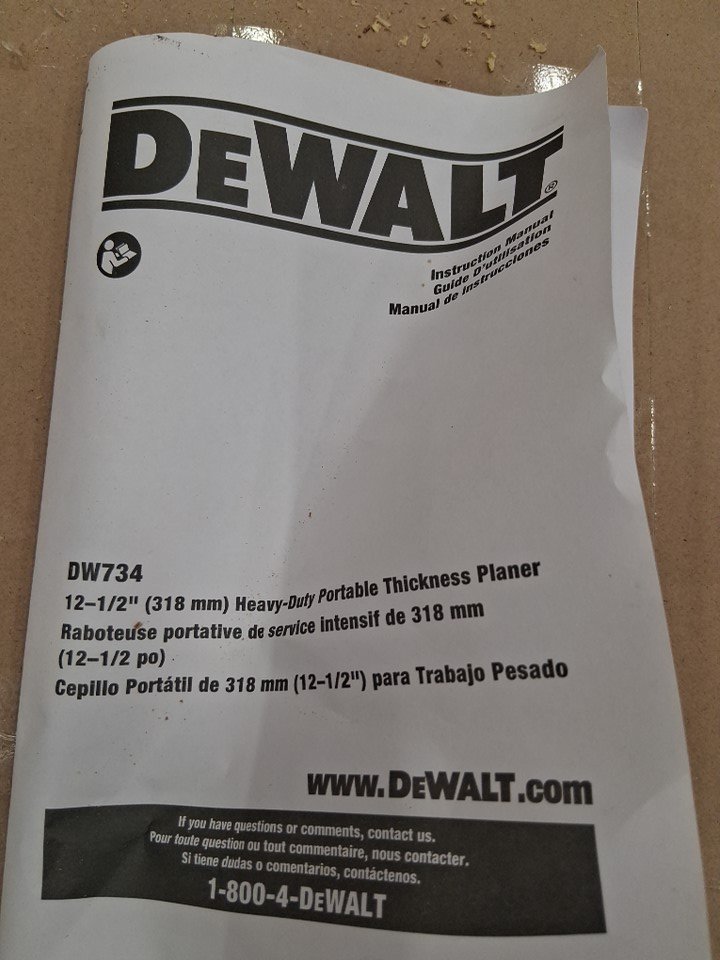 DEWALT®
Instruction Manual
Guide D'utilisation
Manual de instrucciones
DW734
12–1/2" (318 mm) Heavy-Duty Portable Thickness Planer
Raboteuse portative de service intensif de 318 mm
(12–1/2 po)
Cepillo Portátil de 318 mm (12–1/2") para Trabajo Pesado
www.DEWALT.com
If you have questions or comments, contact us.
Pour toute question ou tout commentaire, nous contacter.
Si tiene dudas o comentarios, contáctenos.
1-800-4-DEWALT